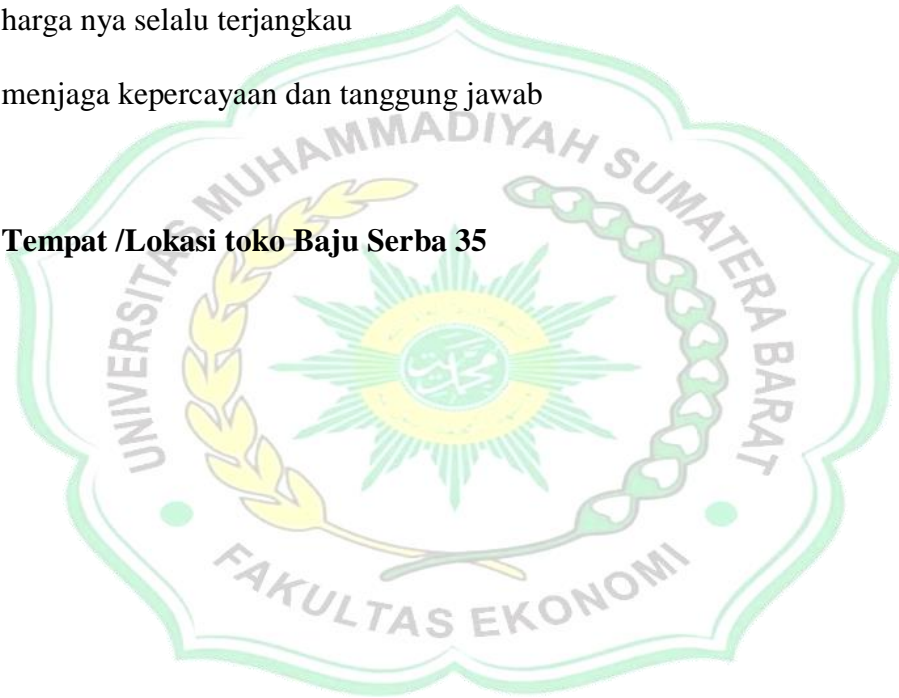 harga nya selalu terjangkau
menjaga kepercayaan dan tanggung jawab
UNIVERSITAS MUHAMMADIYAH SUMATERA BARAT
Tempat /Lokasi toko Baju Serba 35
محمد
FAKULTAS EKONOMI